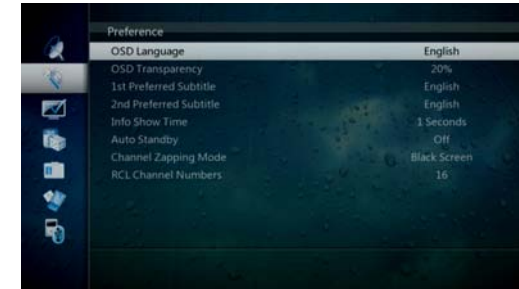 Preference
OSD Language English
OSD Transparency 20%
1st Preferred Subtitle English
2nd Preferred Subtitle English
Info Show Time 1 Seconds
Auto Standby Off
Channel Zapping Mode Black Screen
RCL Channel Numbers 16